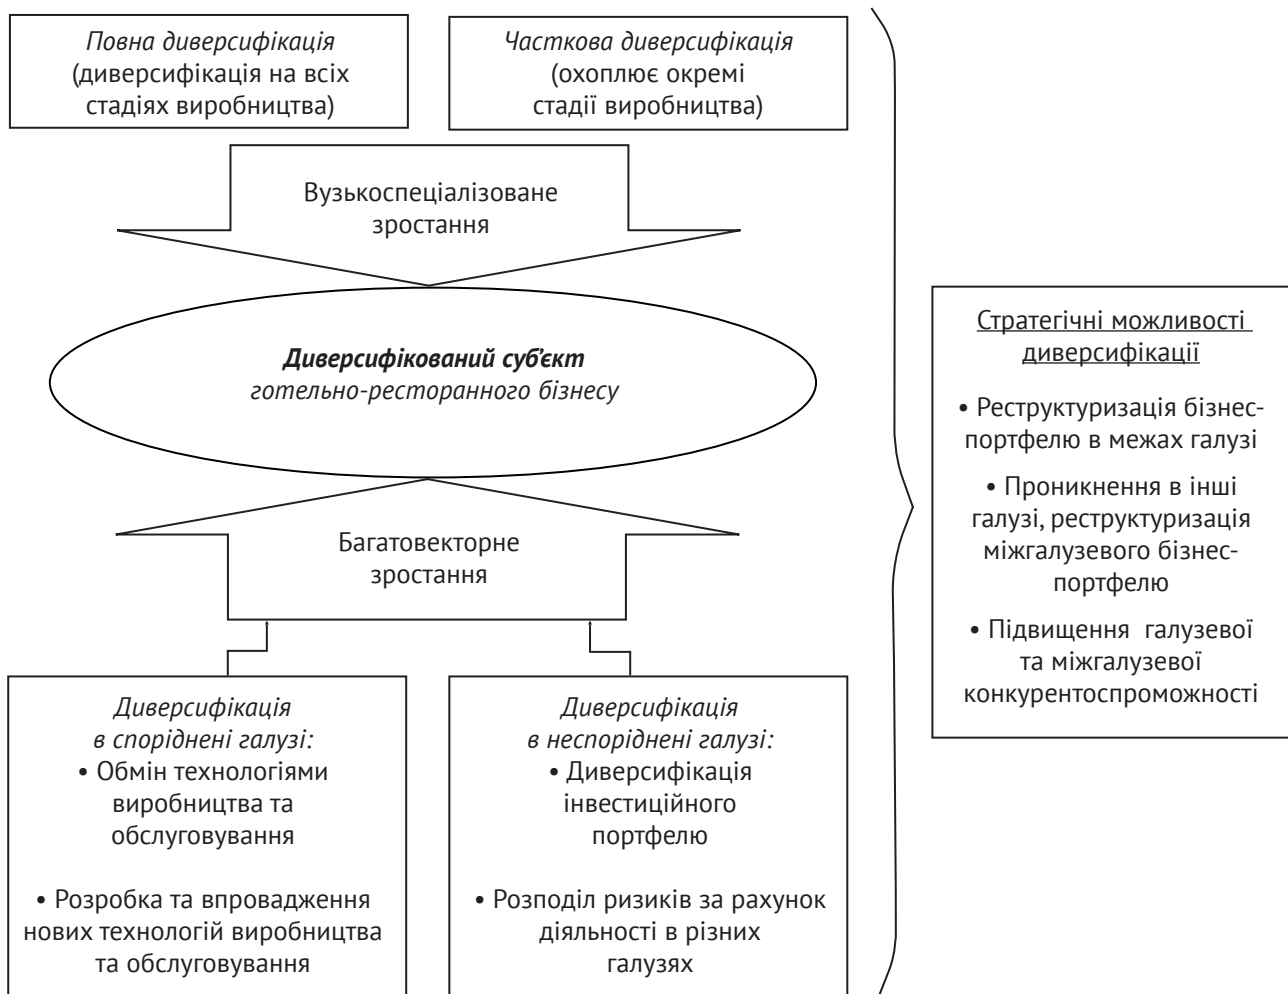 Повна диверсифікація
(диверсифікація на всіх
стадіях виробництва)
Часткова диверсифікація
(охоплює окремі
стадії виробництва)
Вузькоспеціалізоване
зростання
Диверсифікований суб'єкт
готельно-ресторанного бізнесу
Багатовекторне
зростання
Диверсифікація
в споріднені галузі:
• Обмін технологіями
виробництва та
обслуговування
• Розробка та впровадження
нових технологій виробництва
та обслуговування
Диверсифікація
в неспоріднені галузі:
• Диверсифікація
інвестиційного
портфелю
• Розподіл ризиків за рахунок
діяльності в різних
галузях
Стратегічні можливості
диверсифікації
• Реструктуризація бізнес-
портфелю в межах галузі
• Проникнення в інші
галузі, реструктуризація
міжгалузевого бізнес-
портфелю
• Підвищення галузевої
та міжгалузевої
конкурентоспроможності